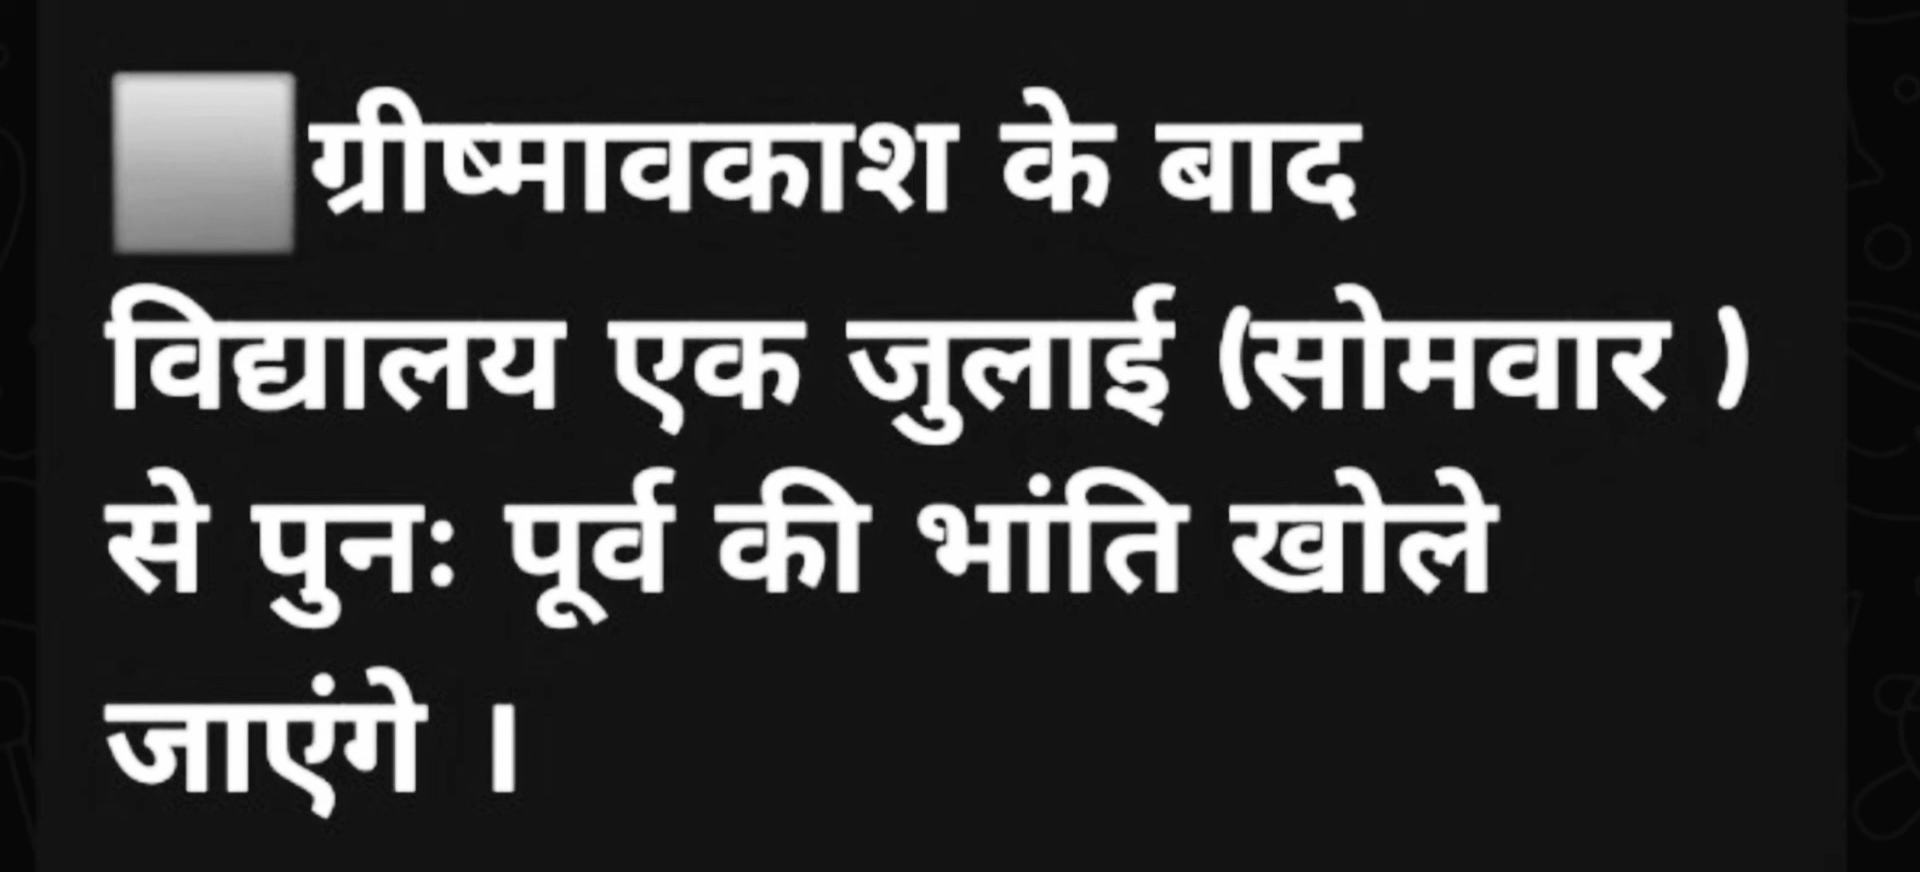 ग्रीष्मावकाश के बाद
विद्यालय एक जुलाई (सोमवार )
से पुनः पूर्व की भांति खोले
जाएंगे ।